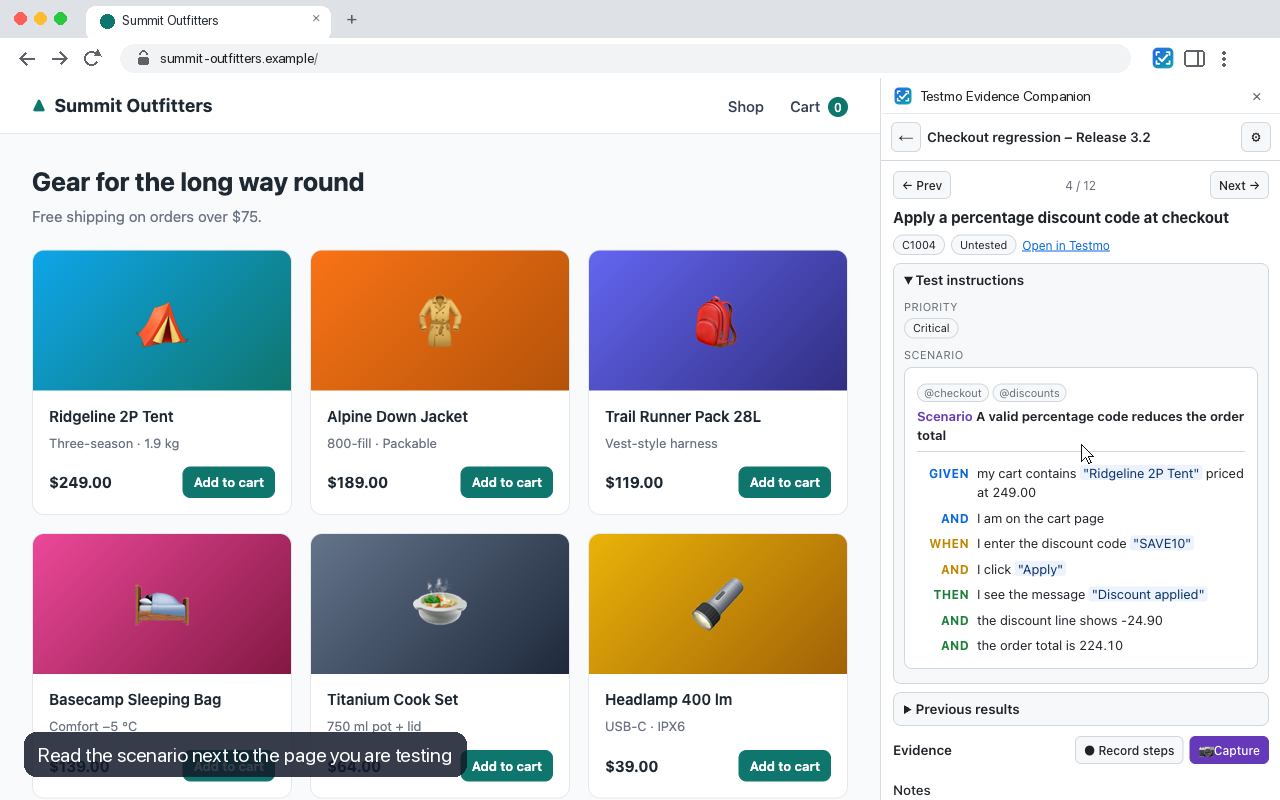 Summit Outfitters
summit-outfitters.example/
Summit Outfitters
Shop
Cart 0
Gear for the long way round
Free shipping on orders over $75.
Ridgeline 2P Tent
Three-season · 1.9 kg
$249.00
Add to cart
Alpine Down Jacket
800-fill · Packable
$189.00
Add to cart
Trail Runner Pack 28L
Vest-style harness
$119.00
Add to cart
Basecamp Sleeping Bag
Comfort −5 °C
$139.00
Add to cart
Titanium Cook Set
750 ml pot + lid
$64.00
Add to cart
Headlamp 400 lm
USB-C · IPX6
$39.00
Add to cart
Read the scenario next to the page you are testing
Testmo Evidence Companion
Checkout regression – Release 3.2
← Prev
4 / 12
Next →
Apply a percentage discount code at checkout
C1004
Untested
Open in Testmo
▼ Test instructions
PRIORITY
Critical
SCENARIO
@checkout @discounts
Scenario A valid percentage code reduces the order
total
GIVEN my cart contains "Ridgeline 2P Tent" priced
at 249.00
AND I am on the cart page
WHEN I enter the discount code "SAVE10"
AND I click "Apply"
THEN I see the message "Discount applied"
AND the discount line shows -24.90
AND the order total is 224.10
▶ Previous results
Evidence
● Record steps
Capture
Notes